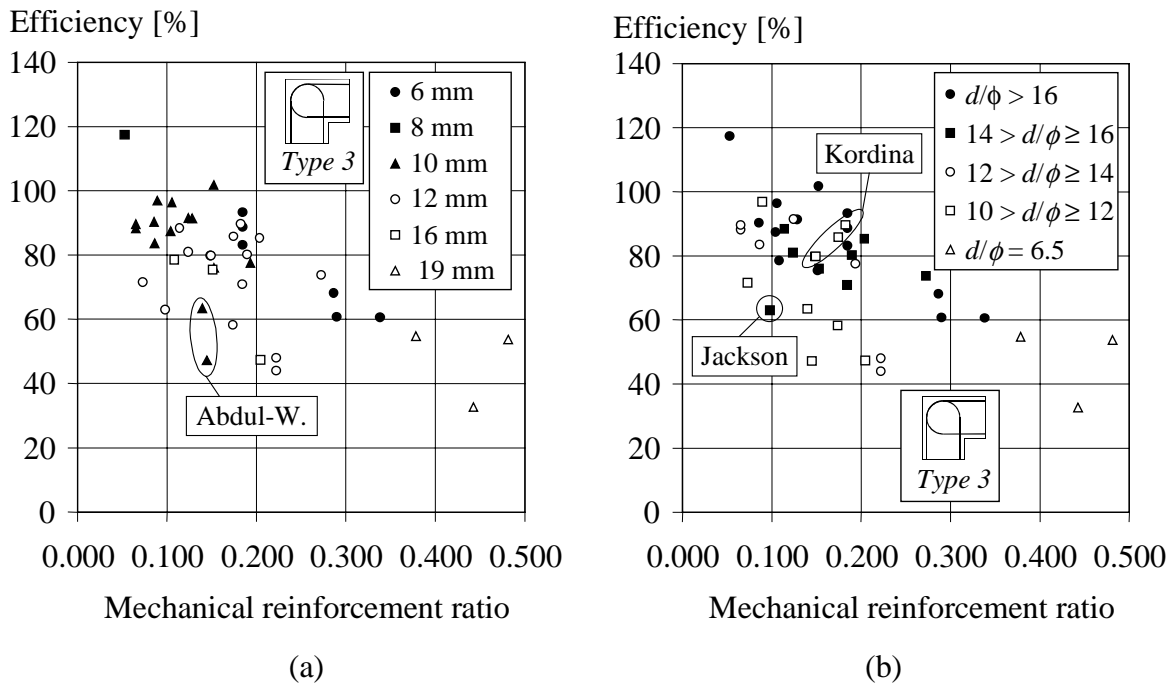 Efficiency [%]
140
120
100
80
60
40
20
0
0.000 0.100 0.200 0.300 0.400 0.500
Mechanical reinforcement ratio
Type 3
6 mm
8 mm
10 mm
12 mm
16 mm
19 mm
Abdul-W.
(a)
Efficiency [%]
140
120
100
80
60
40
20
0
0.000 0.100 0.200 0.300 0.400 0.500
Mechanical reinforcement ratio
d/ϕ > 16
14 > d/ϕ ≥ 16
12 > d/ϕ ≥ 14
10 > d/ϕ ≥ 12
d/ϕ = 6.5
Kordina
Jackson
Type 3
(b)